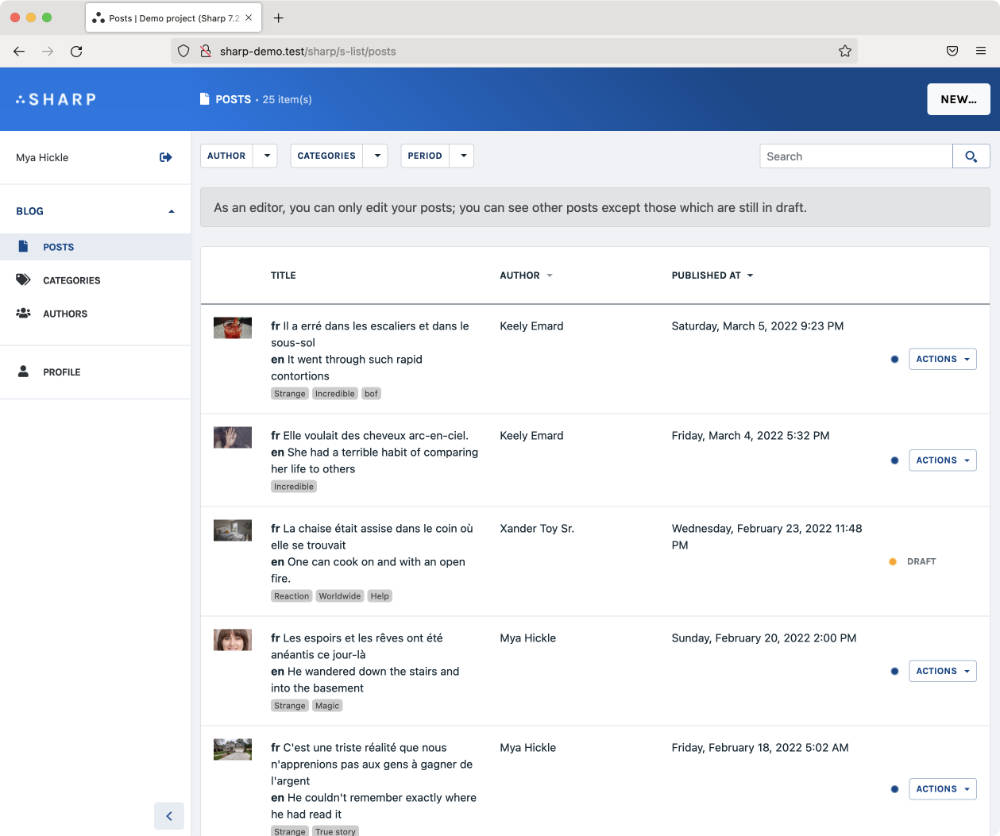 Posts | Demo project (Sharp 7.2
sharp-demo.test/sharp/s-list/posts
SHARP
POSTS • 25 item(s)
NEW...
Mya Hickle
BLOG
POSTS
CATEGORIES
AUTHORS
PROFILE
AUTHOR
CATEGORIES
PERIOD
Search
As an editor, you can only edit your posts; you can see other posts except those which are still in draft.
TITLE
AUTHOR
PUBLISHED AT
fr Il a erré dans les escaliers et dans le
sous-sol
en It went through such rapid
contortions
Strange Incredible bof
Keely Emard
Saturday, March 5, 2022 9:23 PM
ACTIONS
fr Elle voulait des cheveux arc-en-ciel.
en She had a terrible habit of comparing
her life to others
Incredible
Keely Emard
Friday, March 4, 2022 5:32 PM
ACTIONS
fr La chaise était assise dans le coin où
elle se trouvait
en One can cook on and with an open
fire.
Reaction Worldwide Help
Xander Toy Sr.
Wednesday, February 23, 2022 11:48
PM
DRAFT
fr Les espoirs et les rêves ont été
anéantis ce jour-là
en He wandered down the stairs and
into the basement
Strange Magic
Mya Hickle
Sunday, February 20, 2022 2:00 PM
ACTIONS
fr C'est une triste réalité que nous
n'apprenions pas aux gens à gagner de
l'argent
en He couldn't remember exactly where
he had read it
Strange True story
Mya Hickle
Friday, February 18, 2022 5:02 AM
ACTIONS